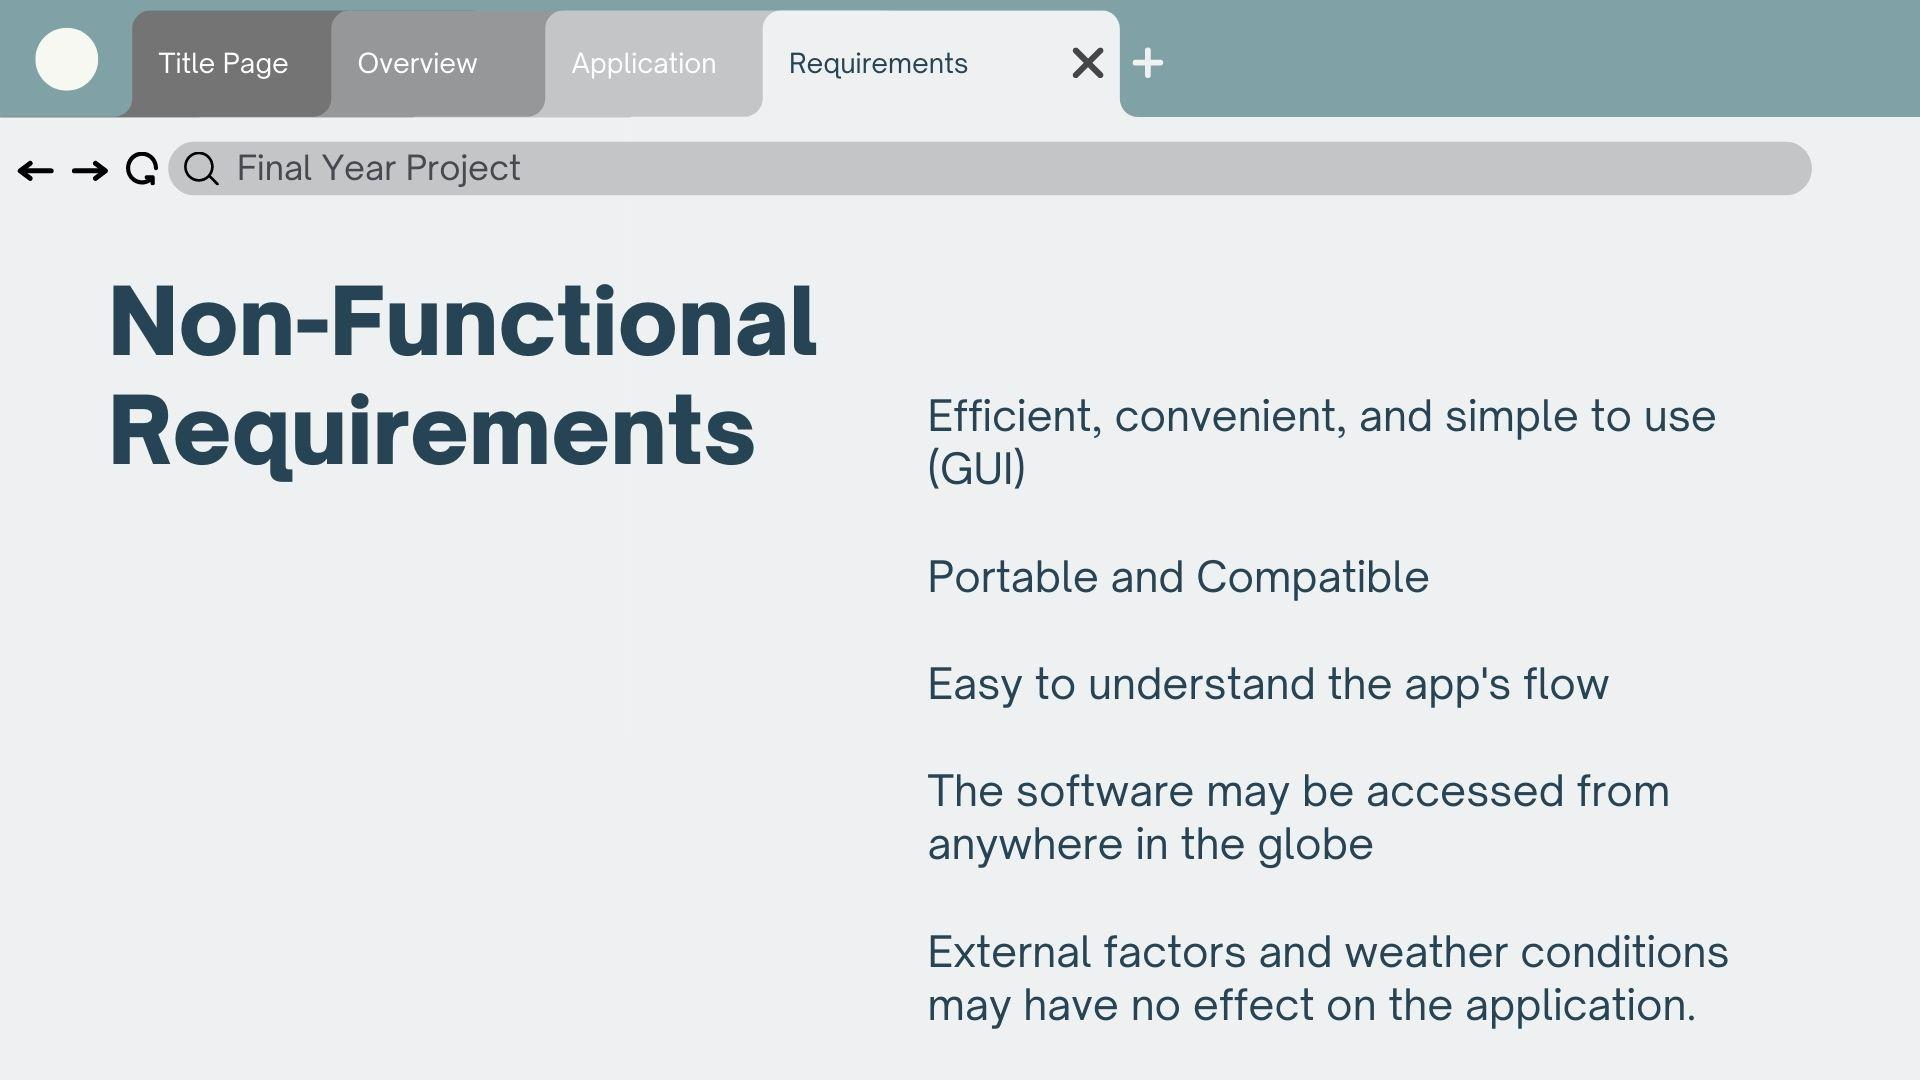 Title Page
Overview
Application
Requirements
Final Year Project
Non-Functional
Requirements
Efficient, convenient, and simple to use
(GUI)
Portable and Compatible
Easy to understand the app's flow
The software may be accessed from
anywhere in the globe
External factors and weather conditions
may have no effect on the application.